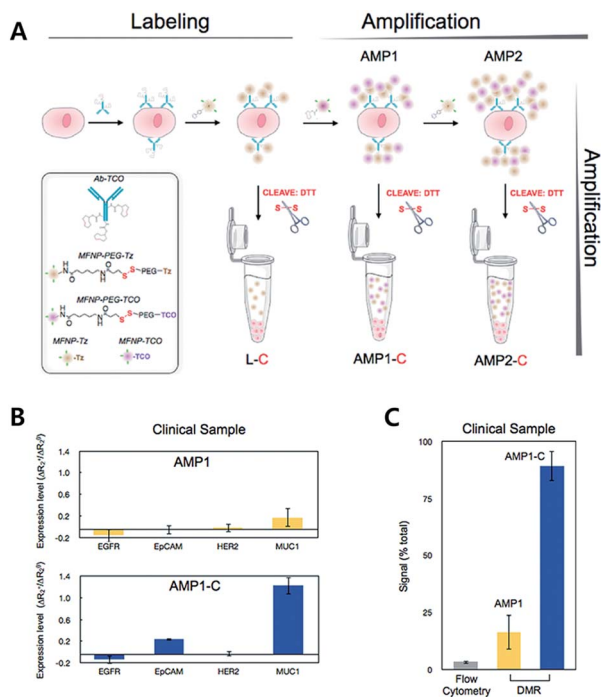 A
Labeling
Amplification
AMP1
AMP2
Amplification
Ab-TCO
MFNP-PEG-Tz
PEG-Tz
MFNP-PEG-TCO
PEG-TCO
MFNP-Tz
MFNP-TCO
-Tz
-TCO
CLEAVE: DTT
S-S
CLEAVE: DTT
S-S
CLEAVE: DTT
S-S
L-C
AMP1-C
AMP2-C
B
Clinical Sample
AMP1
1.4
1.0
0.6
0.2
-0.2
EGFR EpCAM HER2 MUC1
AMP1-C
1.4
1.0
0.6
0.2
-0.2
EGFR EpCAM HER2 MUC1
C
Clinical Sample
Signal (% total)
100
75
50
25
0
AMP1-C
AMP1
Flow
Cytometry
DMR